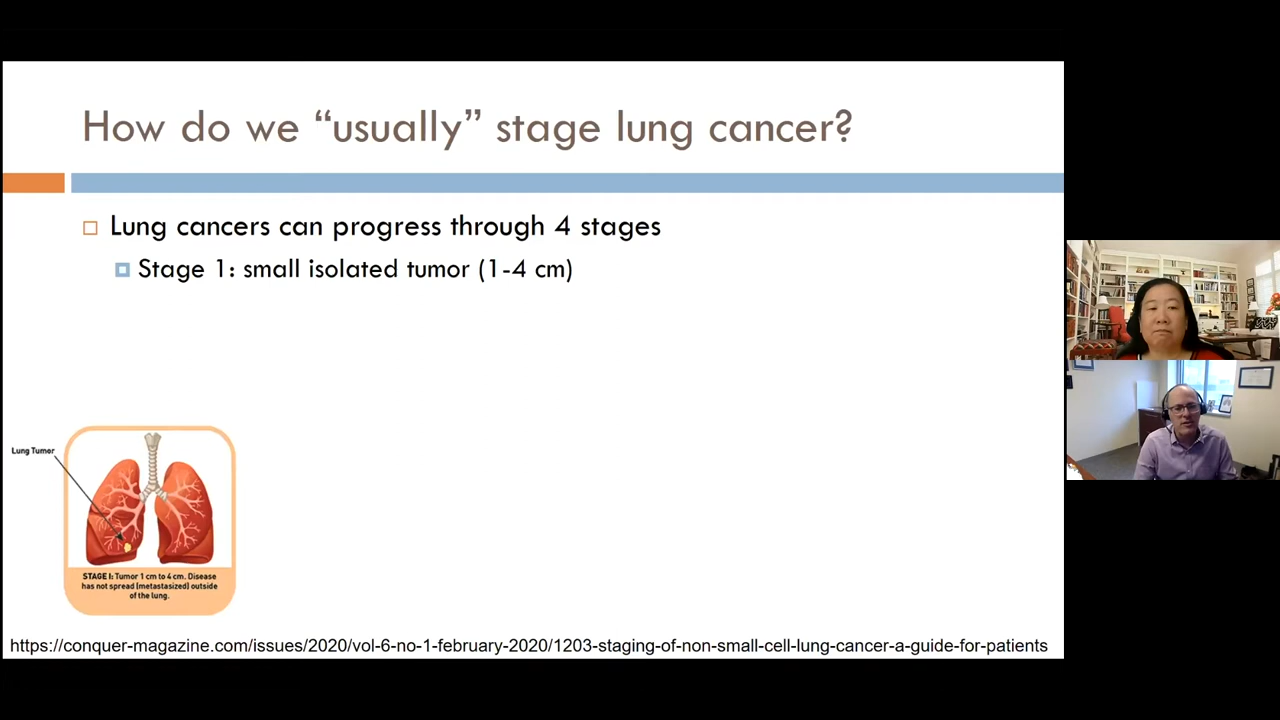 How do we “usually” stage lung cancer?
Lung cancers can progress through 4 stages
Stage 1: small isolated tumor (1-4 cm)
Lung Tumor
STAGE I: Tumor 1 cm to 4 cm. Disease
has not spread (metastasized) outside
of the lung.
https://conquer-magazine.com/issues/2020/vol-6-no-1-february-2020/1203-staging-of-non-small-cell-lung-cancer-a-guide-for-patients